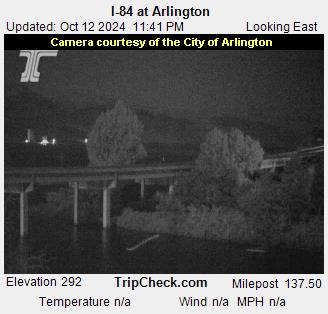 I-84 at Arlington
Updated: Oct 12 2024 11:41 PM Looking East
Camera courtesy of the City of Arlington
Elevation 292 TripCheck.com Milepost 137.50
Temperature n/a Wind n/a MPH n/a